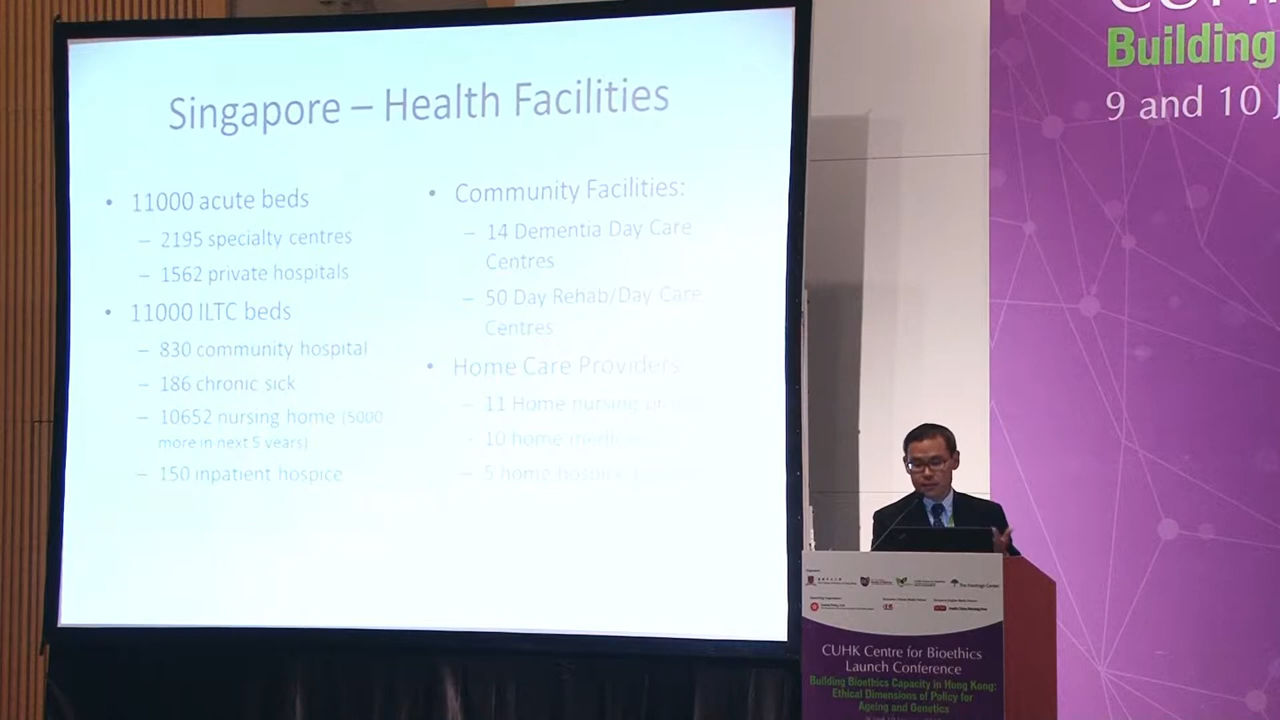 Singapore – Health Facilities
• 11000 acute beds
– 2195 specialty centres
– 1562 private hospitals
• 11000 ILTC beds
– 830 community hospital
– 186 chronic sick
– 10652 nursing home (5000
more in next 5 years)
– 150 inpatient hospice
• Community Facilities:
– 14 Dementia Day Care
Centres
– 50 Day Rehab/Day Care
Centres
• Home Care Providers
– 11 Home nursing
– 10 home
– 5 home hospice
Building
9 and 10
CUHK Centre for Bioethics
Launch Conference
Building Bioethics Capacity in Hong Kong:
Ethical Dimensions of Policy for
Ageing and Genetics